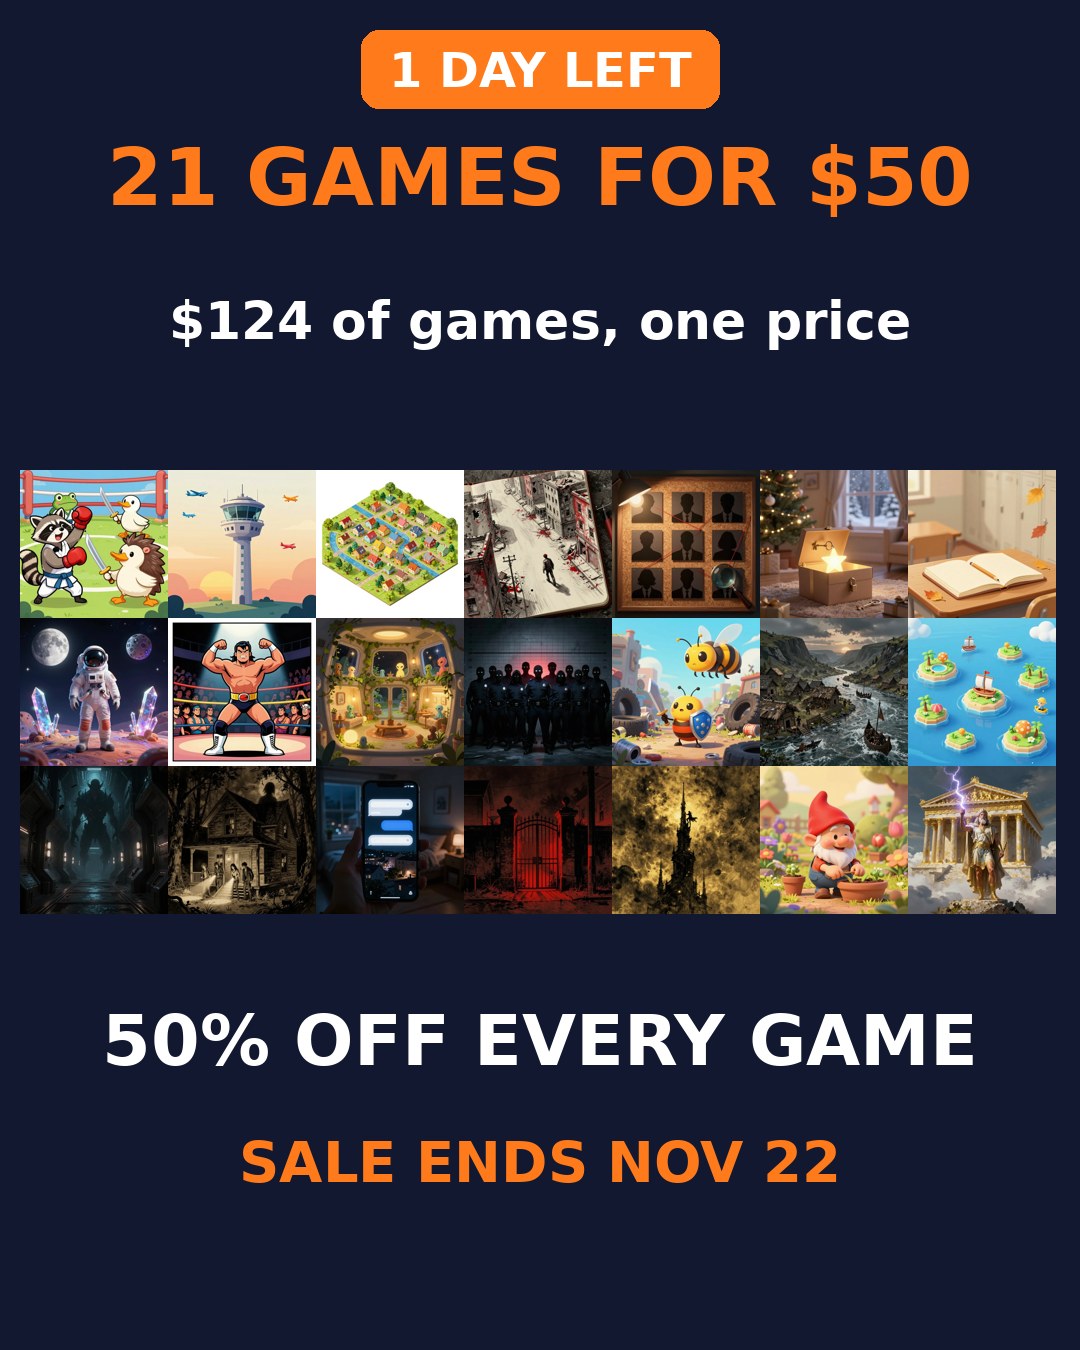 1 DAY LEFT
21 GAMES FOR $50
$124 of games, one price
50% OFF EVERY GAME
SALE ENDS NOV 22